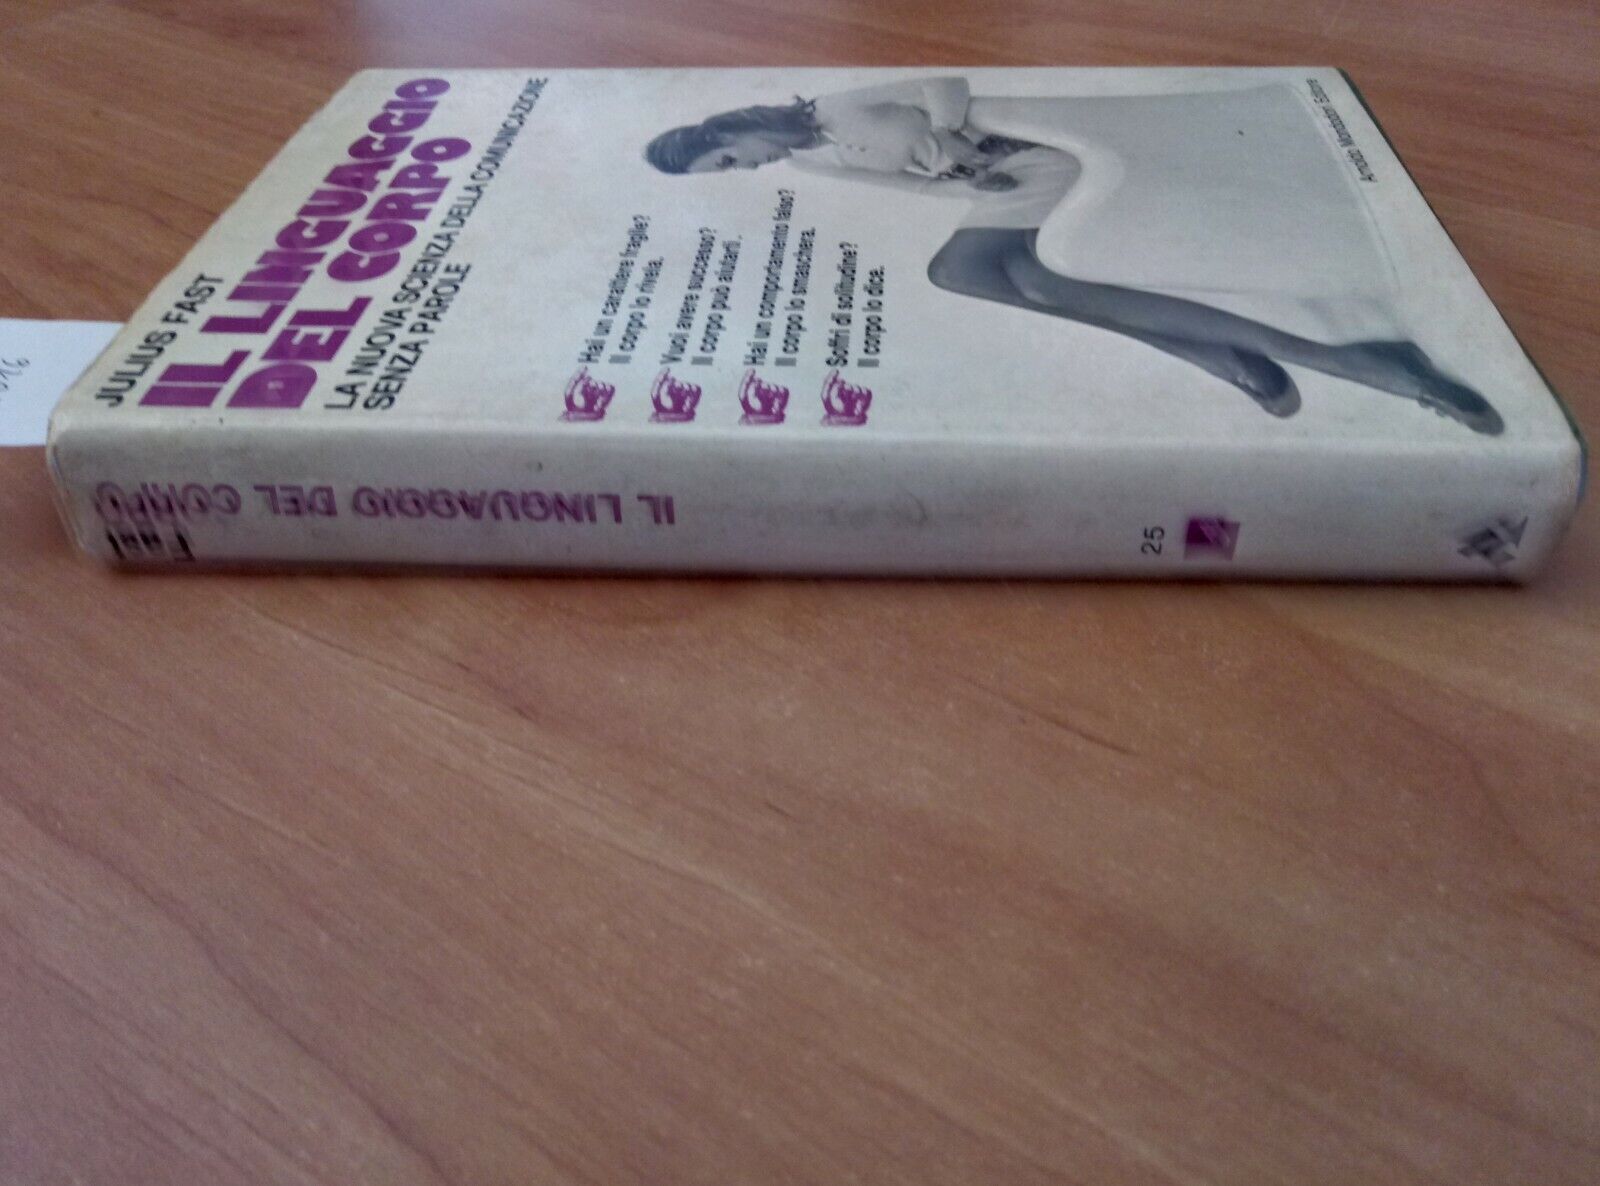 JULIUS FAST
IL LINGUAGGIO
DEL CORPO
LA NUOVA SCIENZA DELLA COMUNICAZIONE
SENZA PAROLE
Hai un carattere fragile?
Il corpo lo rivela.
Vuoi avere successo?
Il corpo può aiutarti.
Hai un comportamento falso?
Il corpo lo smaschera.
Soffri di solitudine?
Il corpo lo dice.
Arnoldo Mondadori Editore
Fast
IL LINGUAGGIO DEL CORPO
25